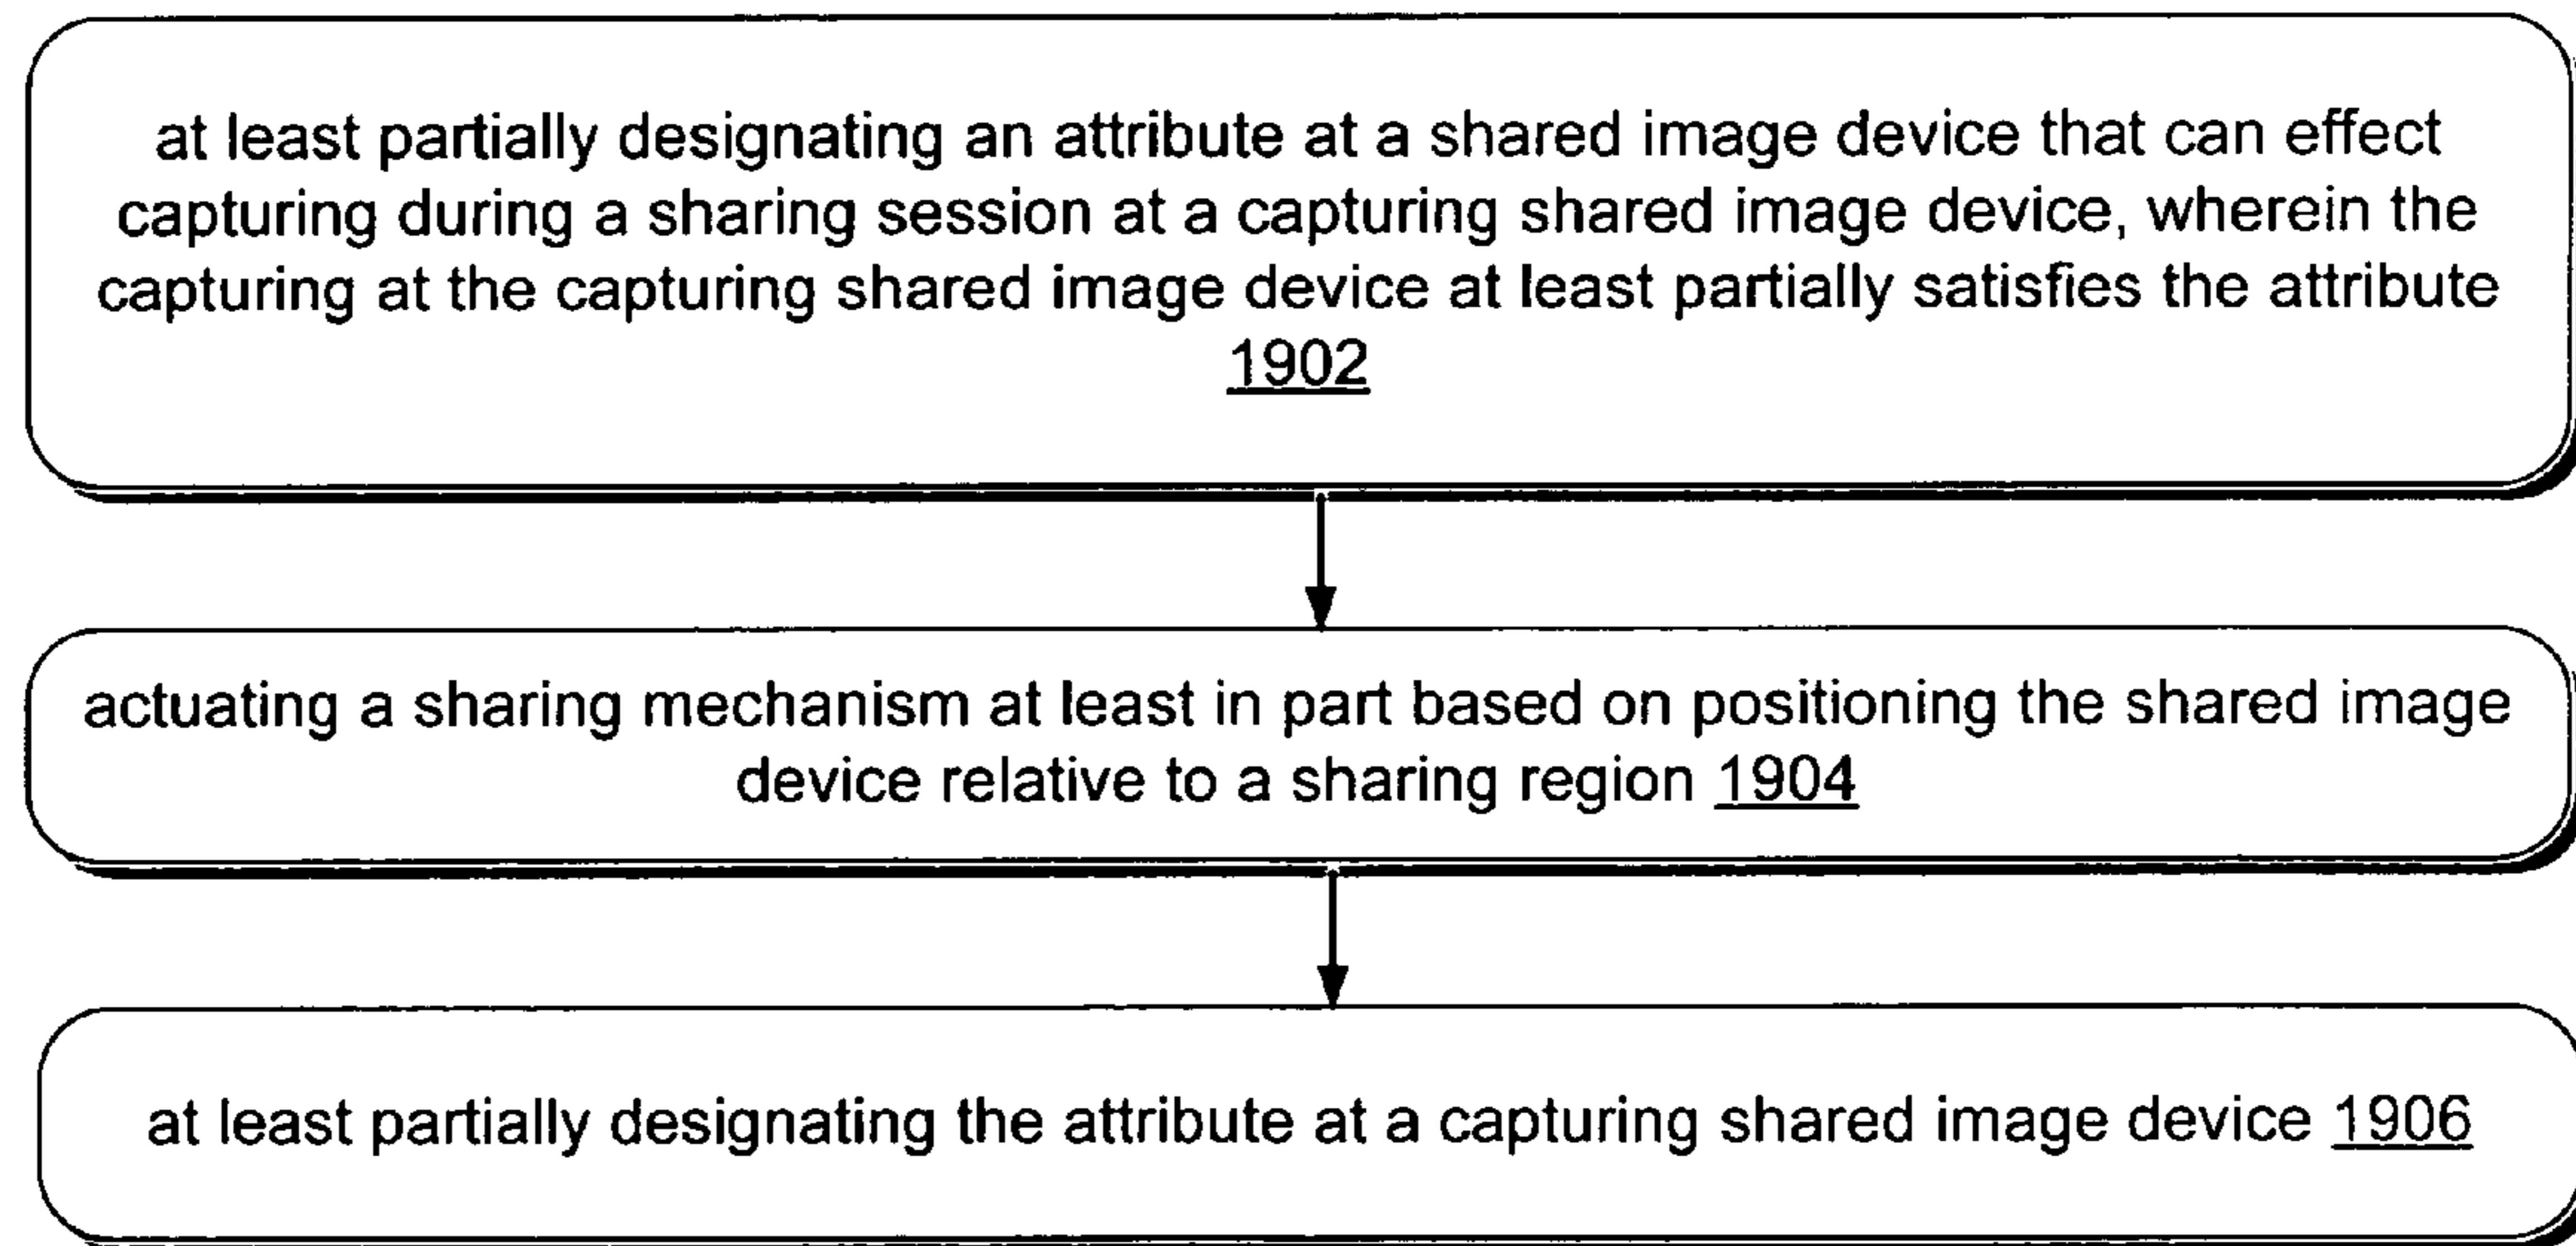 at least partially designating an attribute at a shared image device that can effect
capturing during a sharing session at a capturing shared image device, wherein the
capturing at the capturing shared image device at least partially satisfies the attribute
1902
actuating a sharing mechanism at least in part based on positioning the shared image
device relative to a sharing region 1904
at least partially designating the attribute at a capturing shared image device 1906